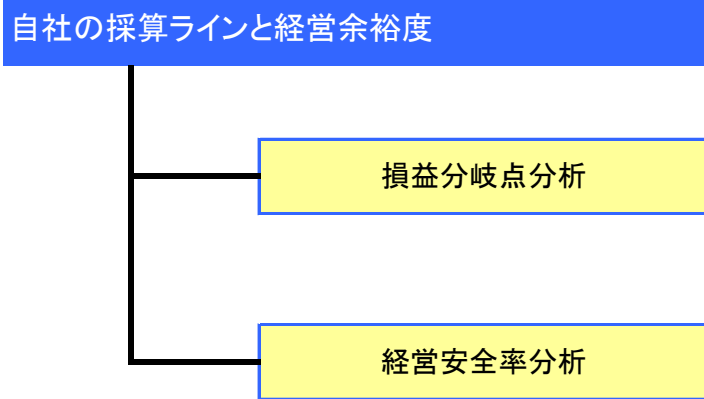 自社の採算ラインと経営余裕度
損益分岐点分析
経営安全率分析